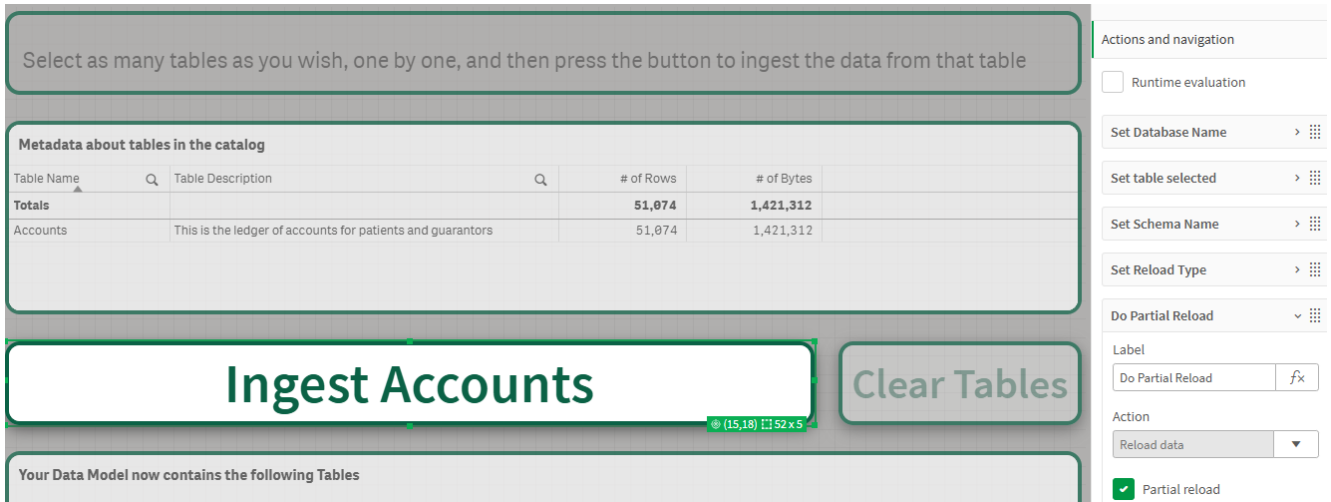 Select as many tables as you wish, one by one, and then press the button to ingest the data from that table
Metadata about tables in the catalog
Table Name Table Description # of Rows # of Bytes
Totals 51,074 1,421,312
Accounts This is the ledger of accounts for patients and guarantors 51,074 1,421,312
Ingest Accounts
Clear Tables
(15,18) 52 x 5
Your Data Model now contains the following Tables
Actions and navigation
Runtime evaluation
Set Database Name
Set table selected
Set Schema Name
Set Reload Type
Do Partial Reload
Label
Do Partial Reload fx
Action
Reload data
Partial reload